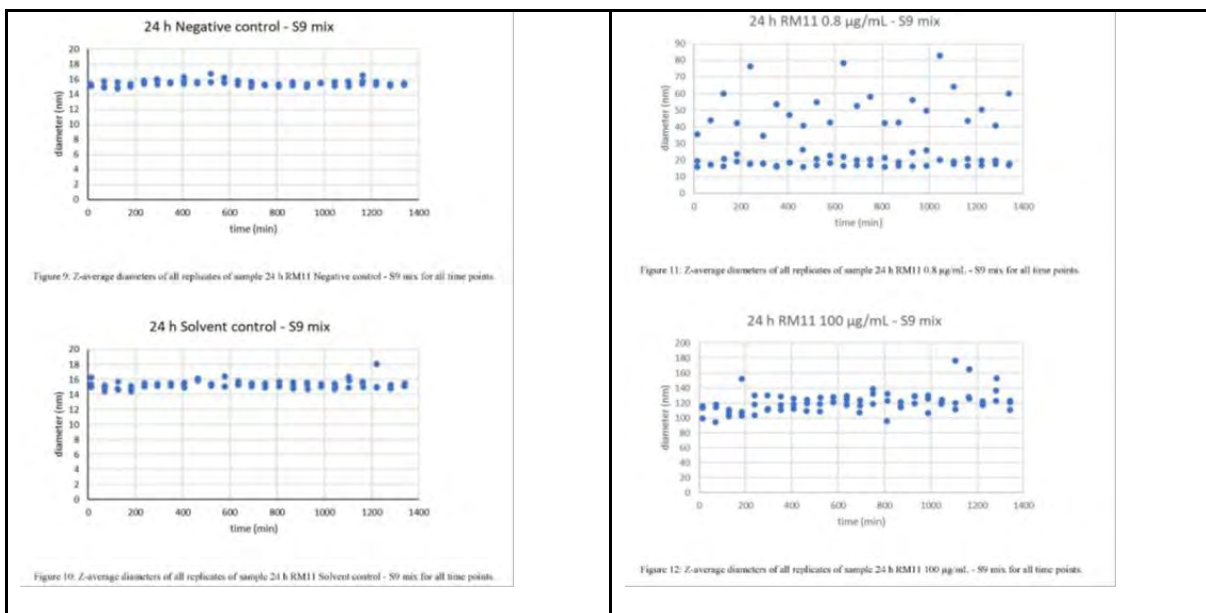 24 h Negative control - S9 mix
20
18
16
14
12
10
8
6
4
2
0
diameter (nm)
0 200 400 600 800 1000 1200 1400
time (min)
Figure 9: Z-average diameters of all replicates of sample 24 h RM11 Negative control - S9 mix for all time points.
24 h Solvent control - S9 mix
20
18
16
14
12
10
8
6
4
2
0
diameter (nm)
0 200 400 600 800 1000 1200 1400
time (min)
Figure 10: Z-average diameters of all replicates of sample 24 h RM11 Solvent control - S9 mix for all time points.
24 h RM11 0.8 µg/mL - S9 mix
90
80
70
60
50
40
30
20
10
0
diameter (nm)
0 200 400 600 800 1000 1200 1400
time (min)
Figure 11: Z-average diameters of all replicates of sample 24 h RM11 0.8 µg/mL - S9 mix for all time points.
24 h RM11 100 µg/mL - S9 mix
200
180
160
140
120
100
80
60
40
20
0
diameter (nm)
0 200 400 600 800 1000 1200 1400
time (min)
Figure 12: Z-average diameters of all replicates of sample 24 h RM11 100 µg/mL - S9 mix for all time points.